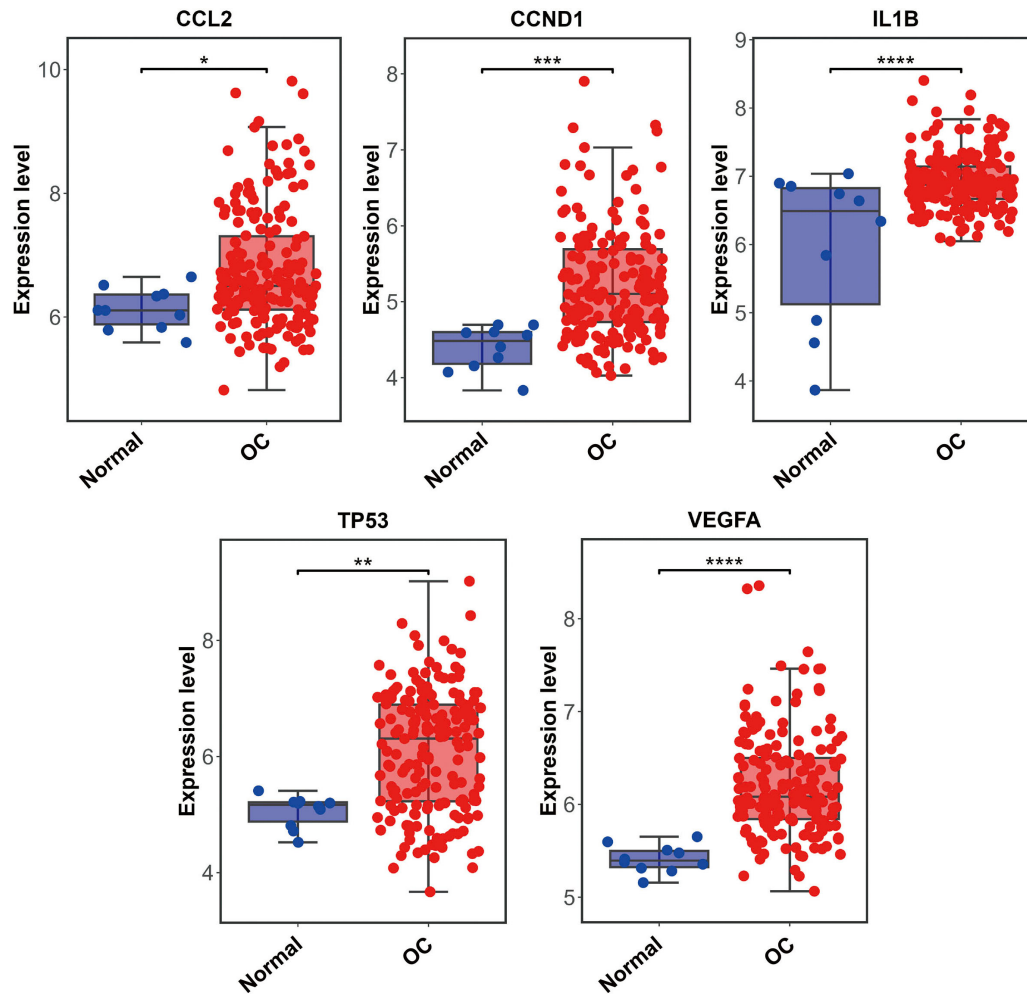 CCL2
*
10
6
Expression level
Normal
OC
CCND1
***
8
7
6
5
4
Expression level
Normal
OC
IL1B
****
9
8
7
6
5
4
Expression level
Normal
OC
TP53
**
8
6
4
Expression level
Normal
OC
VEGFA
****
8
7
6
5
Expression level
Normal
OC